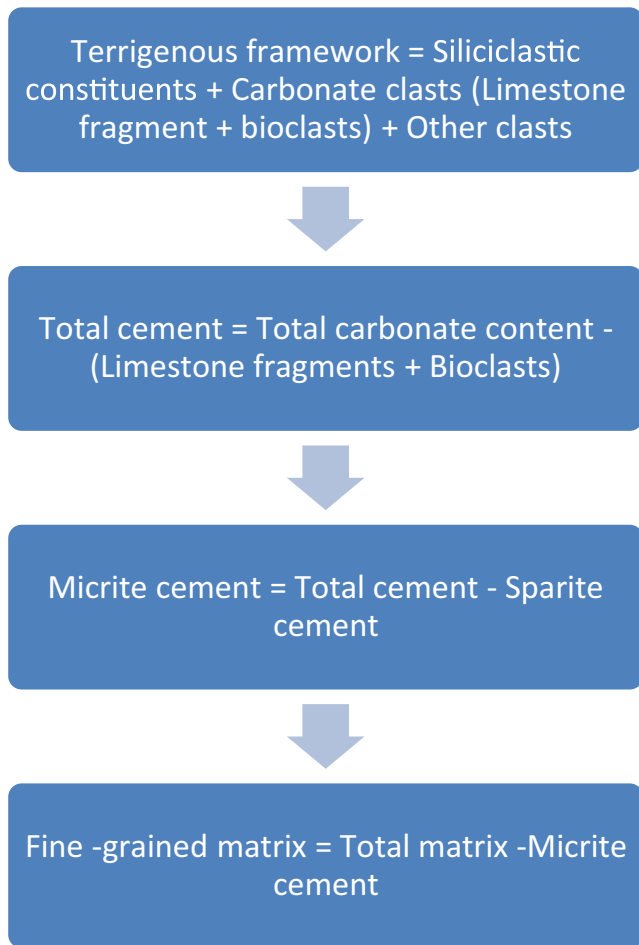 Terrigenous framework = Siliciclastic
constituents + Carbonate clasts (Limestone
fragment + bioclasts) + Other clasts
Total cement = Total carbonate content -
(Limestone fragments + Bioclasts)
Micrite cement = Total cement - Sparite
cement
Fine -grained matrix = Total matrix -Micrite
cement